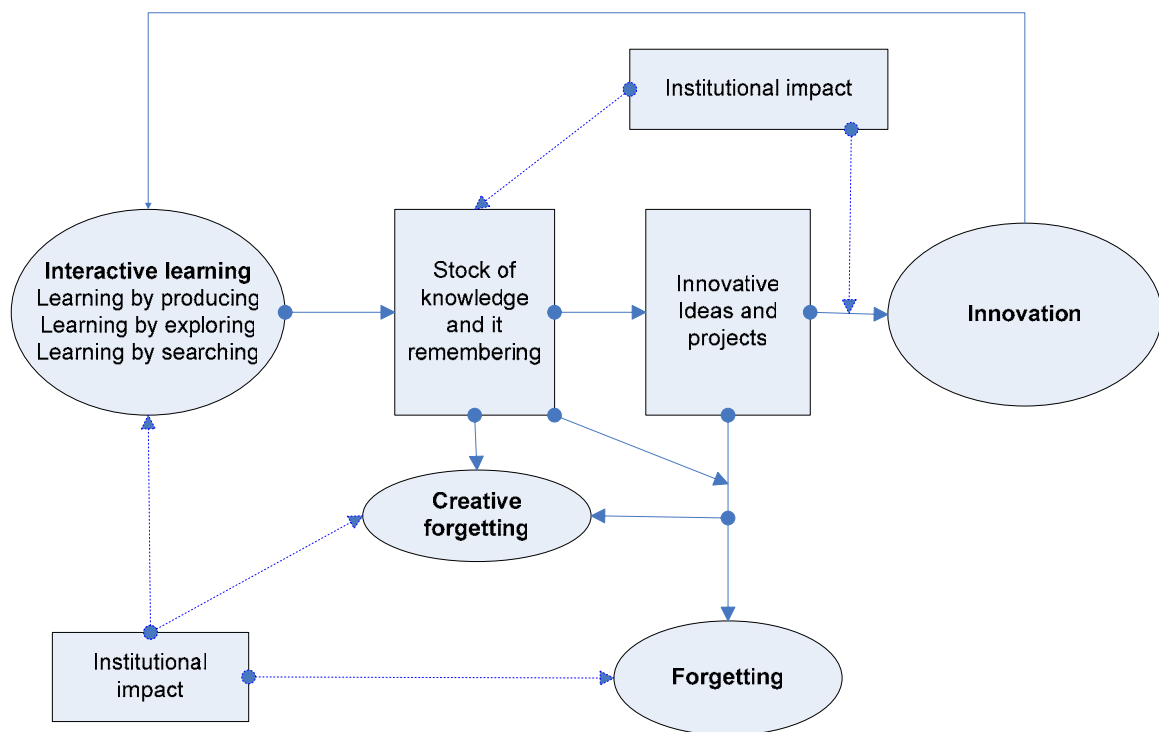 Institutional impact
Interactive learning
Learning by producing
Learning by exploring
Learning by searching
Stock of
knowledge
and it
remembering
Innovative
Ideas and
projects
Innovation
Creative
forgetting
Institutional
impact
Forgetting